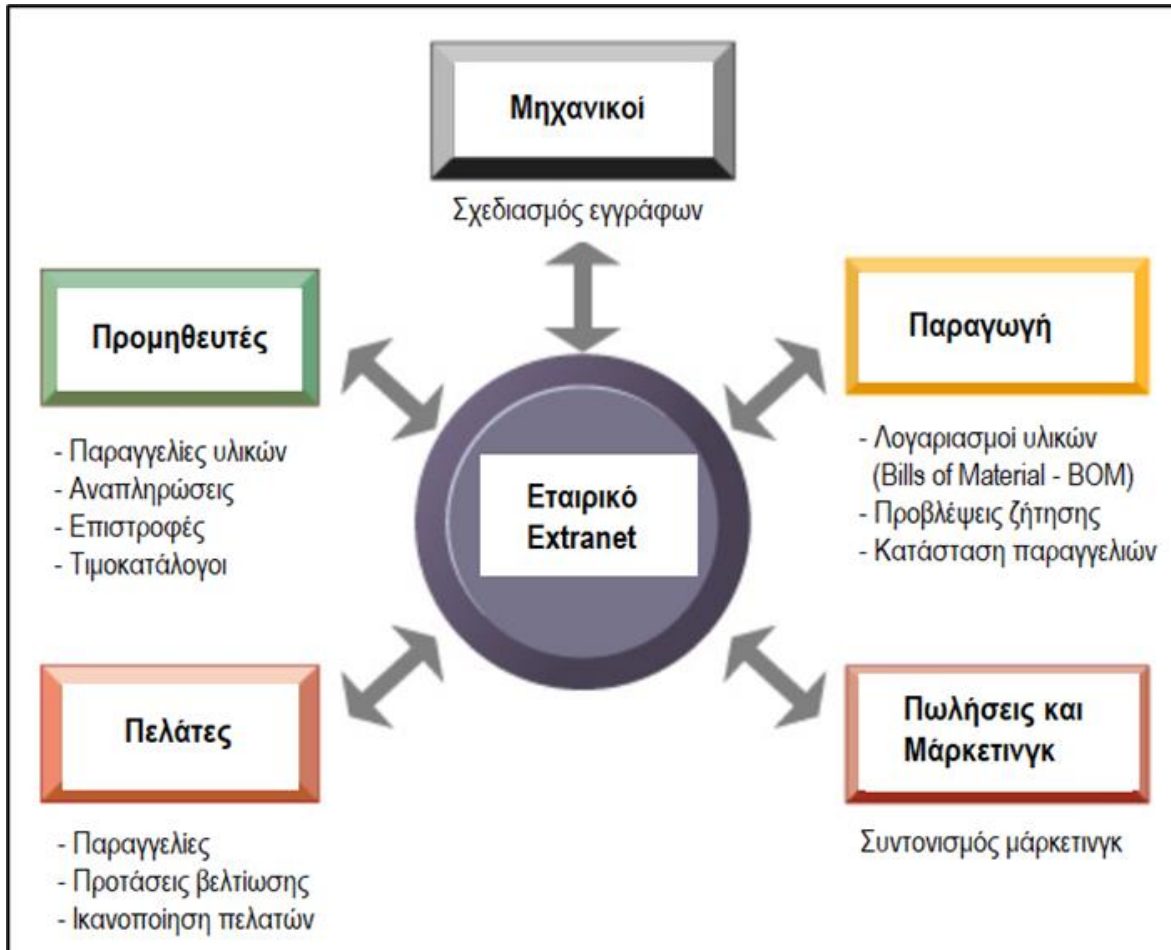 Μηχανικοί
Σχεδιασμός εγγράφων
Προμηθευτές
- Παραγγελίες υλικών
- Αναπληρώσεις
- Επιστροφές
- Τιμοκατάλογοι
Παραγωγή
- Λογαριασμοί υλικών
(Bills of Material - BOM)
- Προβλέψεις ζήτησης
- Κατάσταση παραγγελιών
Εταιρικό
Extranet
Πελάτες
- Παραγγελίες
- Προτάσεις βελτίωσης
- Ικανοποίηση πελατών
Πωλήσεις και
Μάρκετινγκ
Συντονισμός μάρκετινγκ